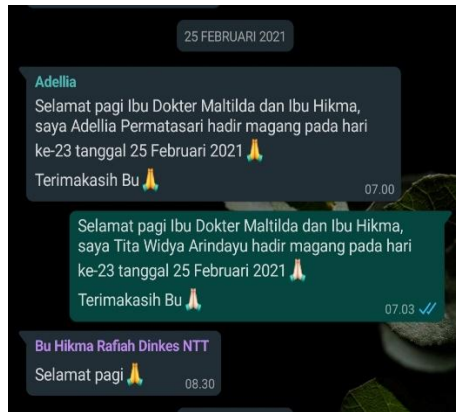 25 FEBRUARI 2021
Adellia
Selamat pagi Ibu Dokter Maltilda dan Ibu Hikma,
saya Adellia Permatasari hadir magang pada hari
ke-23 tanggal 25 Februari 2021🙏
Terimakasih Bu🙏
07.00
Selamat pagi Ibu Dokter Maltilda dan Ibu Hikma,
saya Tita Widya Arindayu hadir magang pada hari
ke-23 tanggal 25 Februari 2021🙏🏻
Terimakasih Bu🙏🏻
07.03
Bu Hikma Rafiah Dinkes NTT
Selamat pagi🙏
08.30